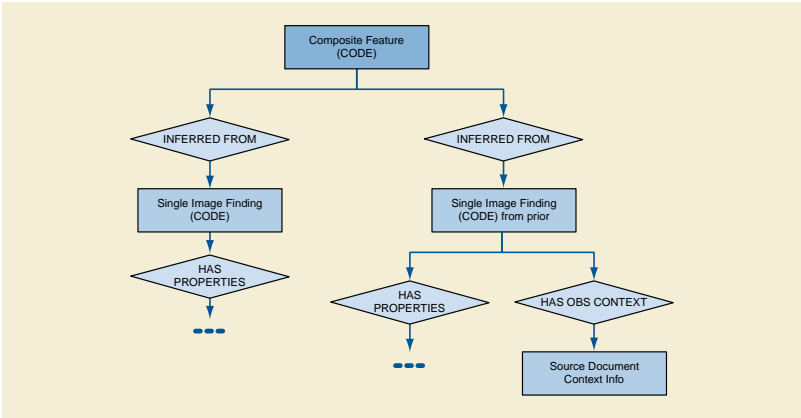 Composite Feature
(CODE)
INFERRED FROM
INFERRED FROM
Single Image Finding
(CODE)
Single Image Finding
(CODE) from prior
HAS
PROPERTIES
HAS
PROPERTIES
HAS OBS CONTEXT
Source Document
Context Info